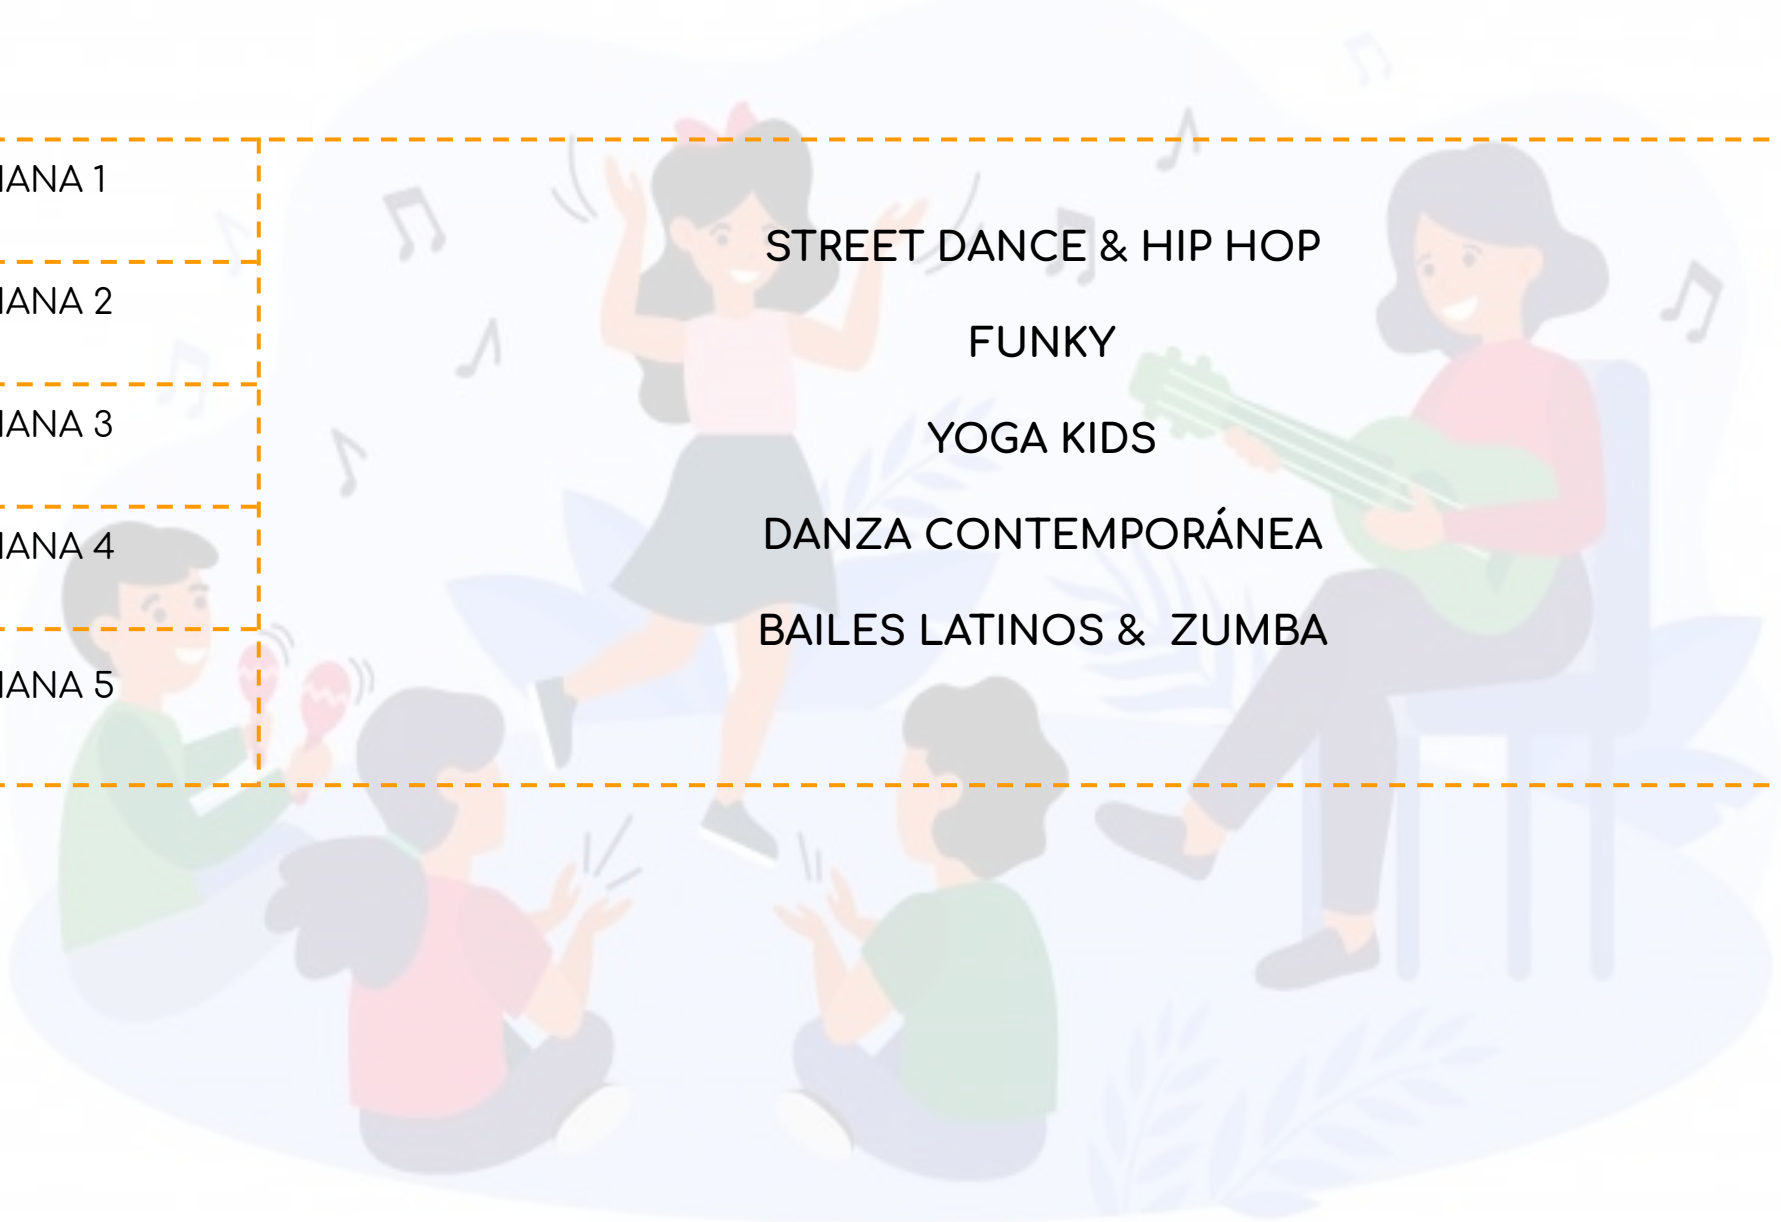 IANA 1
IANA 2
IANA 3
IANA 4
IANA 5
STREET DANCE & HIP HOP
FUNKY
YOGA KIDS
DANZA CONTEMPORÁNEA
BAILES LATINOS &  ZUMBA